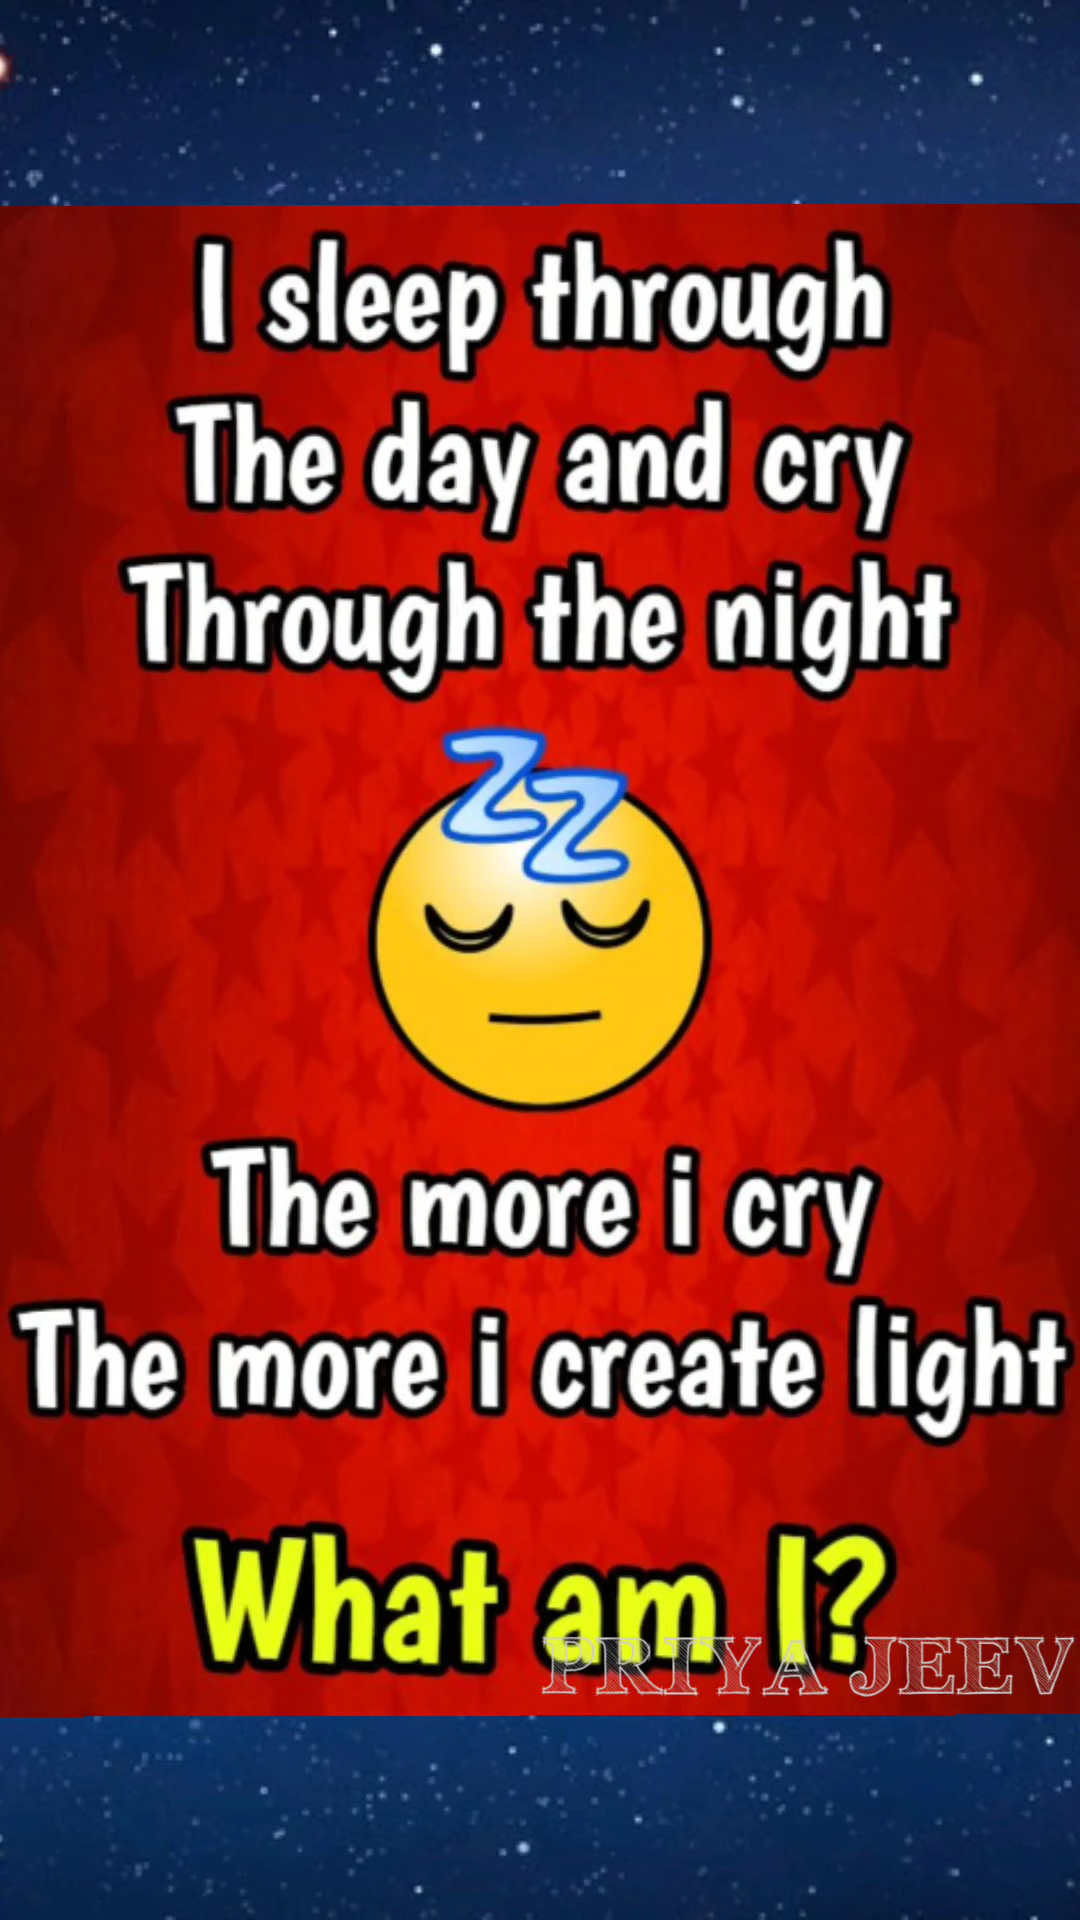 I sleep through
The day and cry
Through the night
ZZ
The more i cry
The more i create light
What am I?
PRIYA JEEV